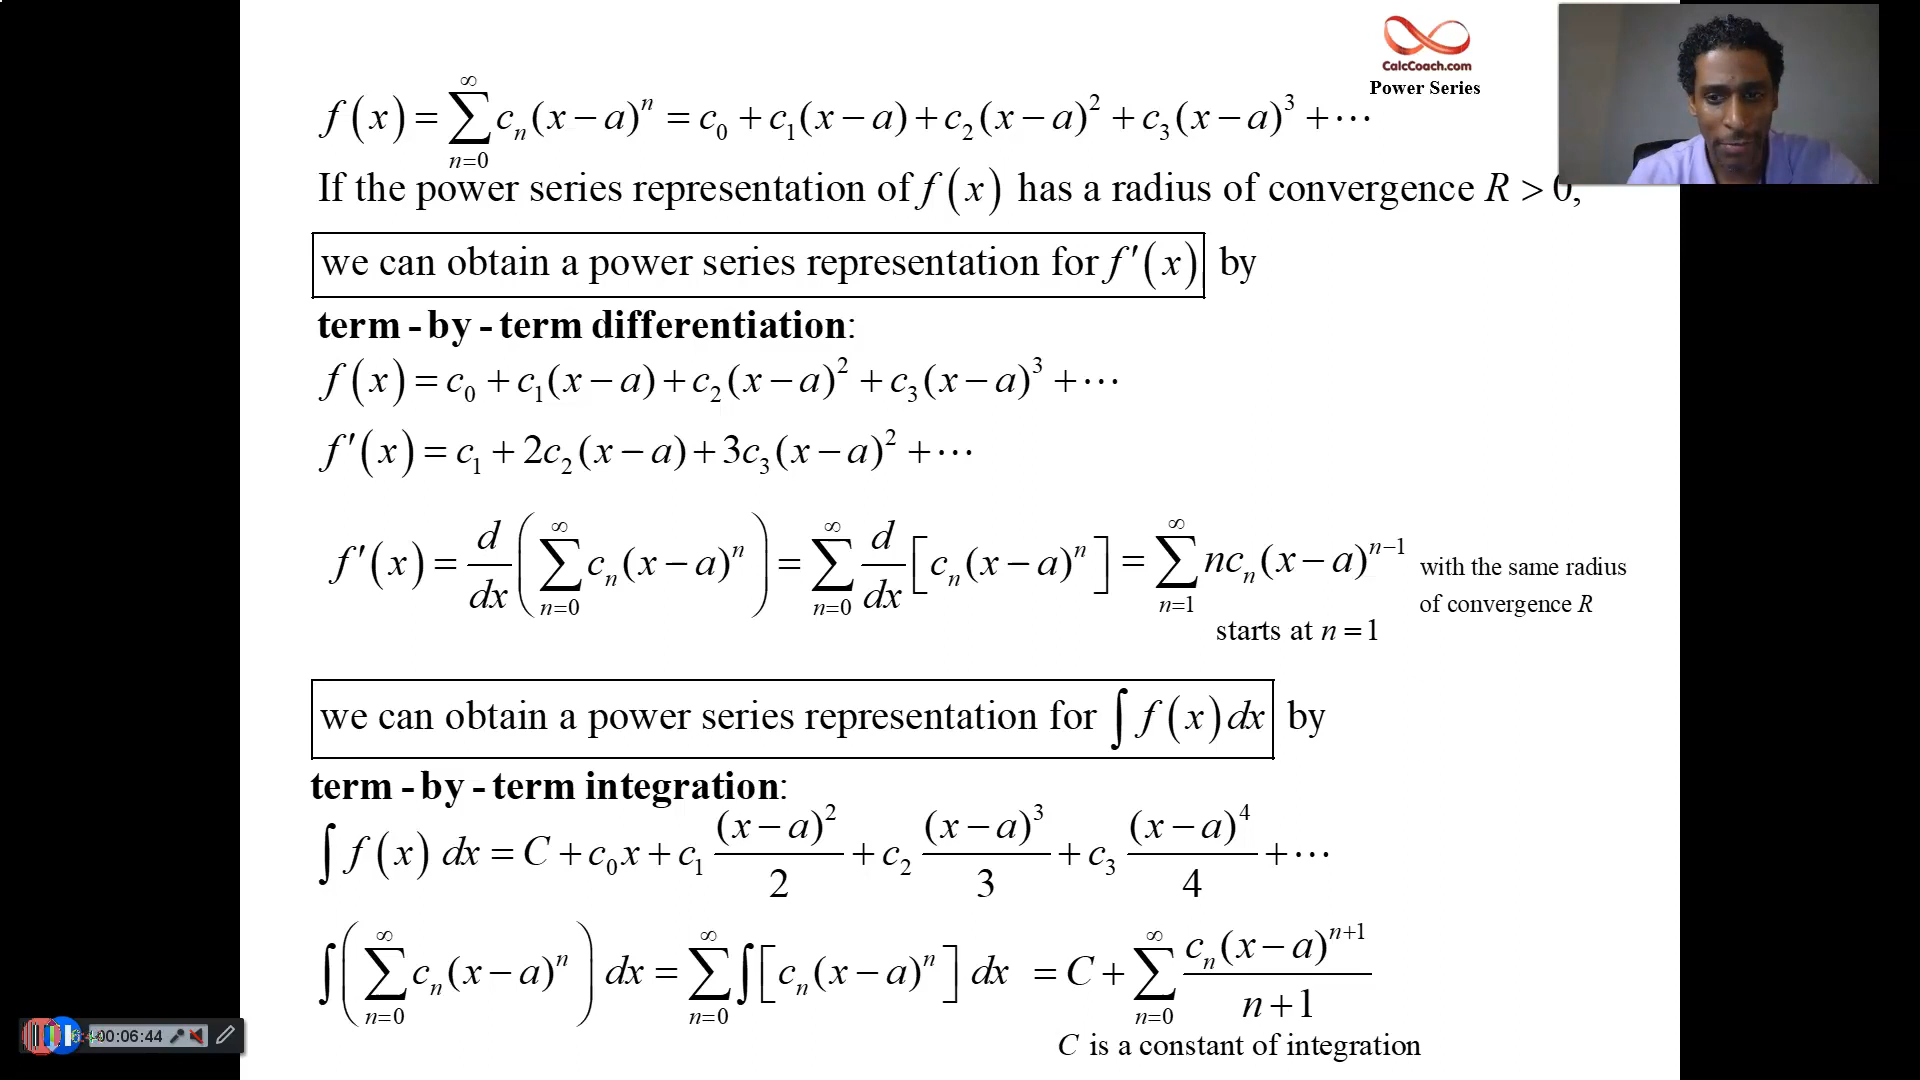 CalcCoach.com
Power Series
f(x) = ∑_{n=0}^{∞} c_n(x − a)^n = c_0 + c_1(x − a) + c_2(x − a)^2 + c_3(x − a)^3 + ⋯
If the power series representation of f(x) has a radius of convergence R > 0,
we can obtain a power series representation for f′(x) by
term - by - term differentiation:
f(x) = c_0 + c_1(x − a) + c_2(x − a)^2 + c_3(x − a)^3 + ⋯
f′(x) = c_1 + 2c_2(x − a) + 3c_3(x − a)^2 + ⋯
f′(x) = d/dx (∑_{n=0}^{∞} c_n(x − a)^n) = ∑_{n=0}^{∞} d/dx [c_n(x − a)^n] = ∑_{n=1}^{∞} nc_n(x − a)^{n−1}
with the same radius
of convergence R
starts at n = 1
we can obtain a power series representation for ∫ f(x) dx by
term - by - term integration:
∫ f(x) dx = C + c_0x + c_1 (x − a)^2/2 + c_2 (x − a)^3/3 + c_3 (x − a)^4/4 + ⋯
∫ (∑_{n=0}^{∞} c_n(x − a)^n) dx = ∑_{n=0}^{∞} ∫ [c_n(x − a)^n] dx = C + ∑_{n=0}^{∞} c_n(x − a)^{n+1}/(n + 1)
C is a constant of integration
00:06:44